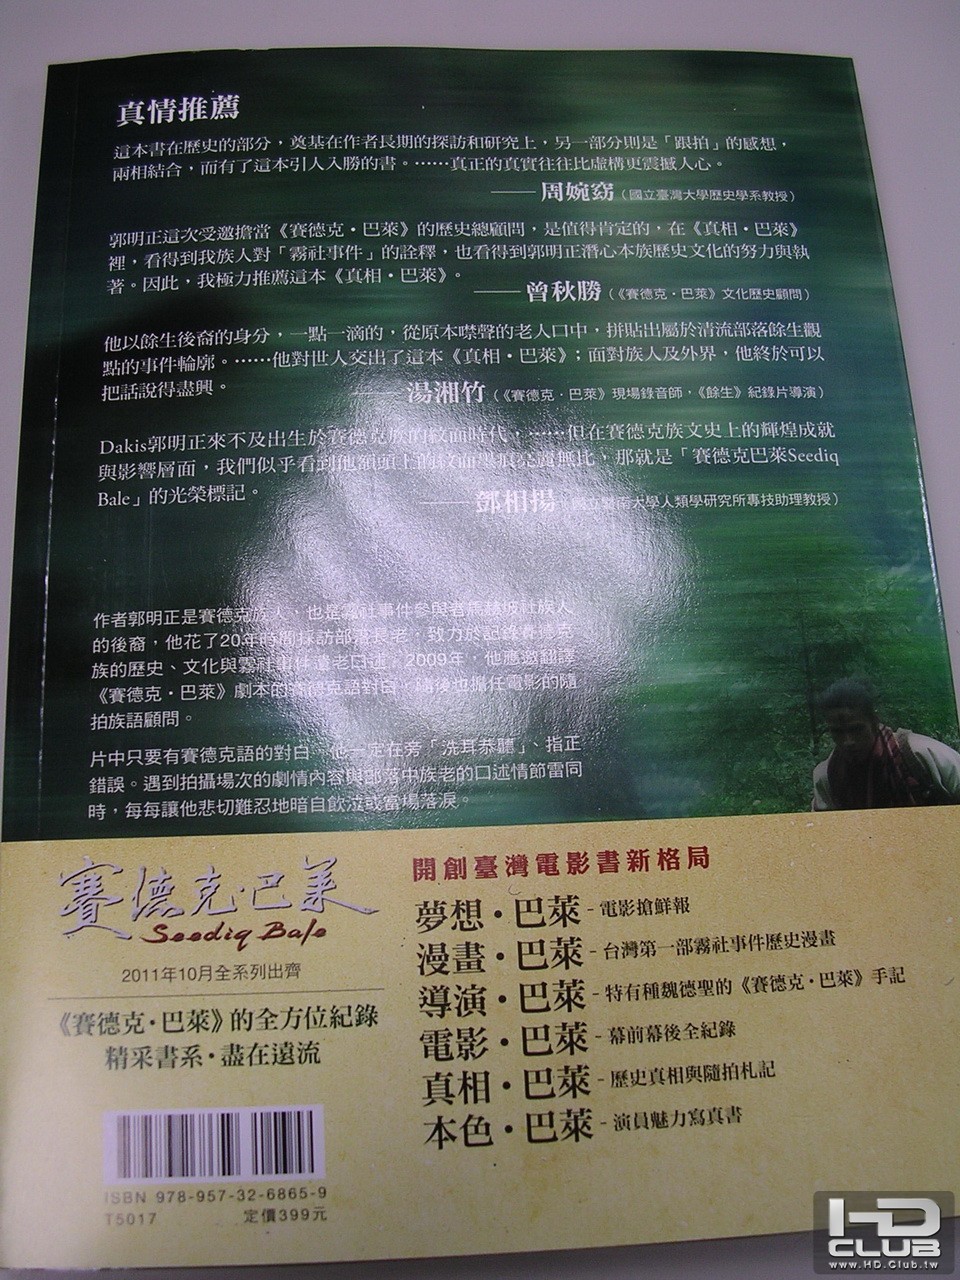 真情推薦
這本書在歷史的部分，奠基在作者長期的探訪和研究上，另一部分則是「跟拍」的感想，
兩相結合，而有了這本引人入勝的書。……真正的真實往往比虛構更震撼人心。
——周婉窈（國立臺灣大學歷史學系教授）
郭明正這次受邀擔當《賽德克・巴萊》的歷史總顧問，是值得肯定的，在《真相・巴萊》
裡，看得到我族人對「霧社事件」的詮釋，也看得到郭明正潛心本族歷史文化的努力與執
著。因此，我極力推薦這本《真相・巴萊》。
——曾秋勝（《賽德克・巴萊》文化歷史顧問）
他以餘生後裔的身分，一點一滴的，從原本噤聲的老人口中，拼貼出屬於清流部落餘生觀
點的事件輪廓。……他對世人交出了這本《真相・巴萊》；面對族人及外界，他終於可以
把話說得盡興。
——湯湘竹（《賽德克・巴萊》現場錄音師，《餘生》紀錄片導演）
Dakis郭明正來不及出生於賽德克族的紋面時代，……但在賽德克族文史上的輝煌成就
與影響層面，我們似乎看到他額頭上的紋面墨痕亮麗無比，那就是「賽德克巴萊Seediq
Bale」的光榮標記。
——鄧相揚（國立暨南大學人類學研究所專技助理教授）
作者郭明正是賽德克族人，也是霧社事件參與者馬赫坡社族人
的後裔，他花了20年時間採訪部落長老，致力於記錄賽德克
族的歷史、文化與霧社事件遺老口述。2009年，他應邀翻譯
《賽德克・巴萊》劇本的賽德克語對白，隨後也擔任電影的隨
拍族語顧問。
片中只要有賽德克語的對白，他一定在旁「洗耳恭聽」、指正
錯誤。遇到拍攝場次的劇情內容與部落中族老的口述情節雷同
時，每每讓他悲切難忍地暗自飲泣或當場落淚。
賽德克・巴萊
Seediq Bale
2011年10月全系列出齊
《賽德克・巴萊》的全方位紀錄
精采書系・盡在遠流
開創臺灣電影書新格局
夢想・巴萊 - 電影搶鮮報
漫畫・巴萊 - 台灣第一部霧社事件歷史漫畫
導演・巴萊 - 特有種魏德聖的《賽德克・巴萊》手記
電影・巴萊 - 幕前幕後全紀錄
真相・巴萊 - 歷史真相與隨拍札記
本色・巴萊 - 演員魅力寫真書
ISBN 978-957-32-6865-9
T5017 定價399元
HD
CLUB
www.HD.Club.tw